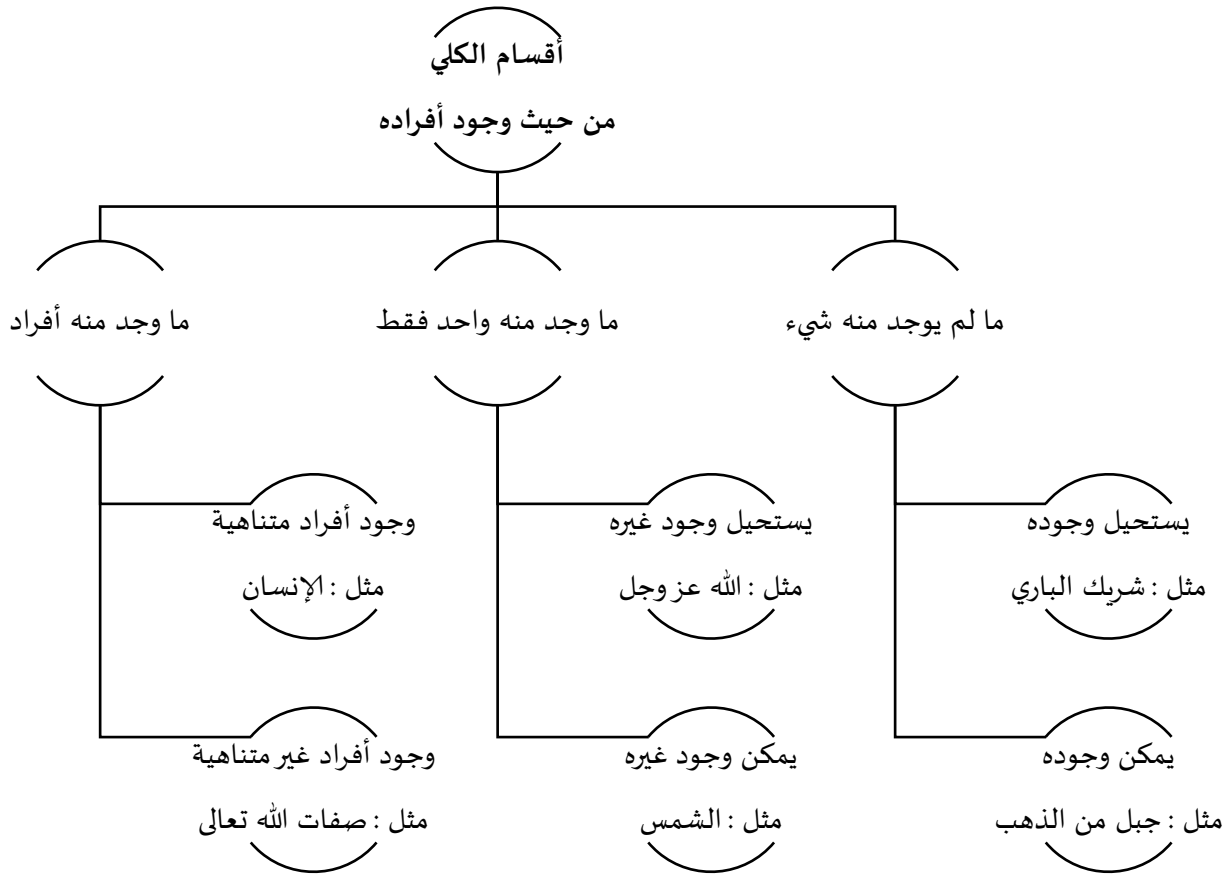 أقسام الكلي
من حيث وجود أفراده
ما لم يوجد منه شيء
ما وجد منه واحد فقط
ما وجد منه أفراد
يستحيل وجوده
مثل : شريك الباري
يستحيل وجود غيره
مثل : الله عز وجل
وجود أفراد متناهية
مثل : الإنسان
يمكن وجوده
مثل : جبل من الذهب
يمكن وجود غيره
مثل : الشمس
وجود أفراد غير متناهية
مثل : صفات الله تعالى